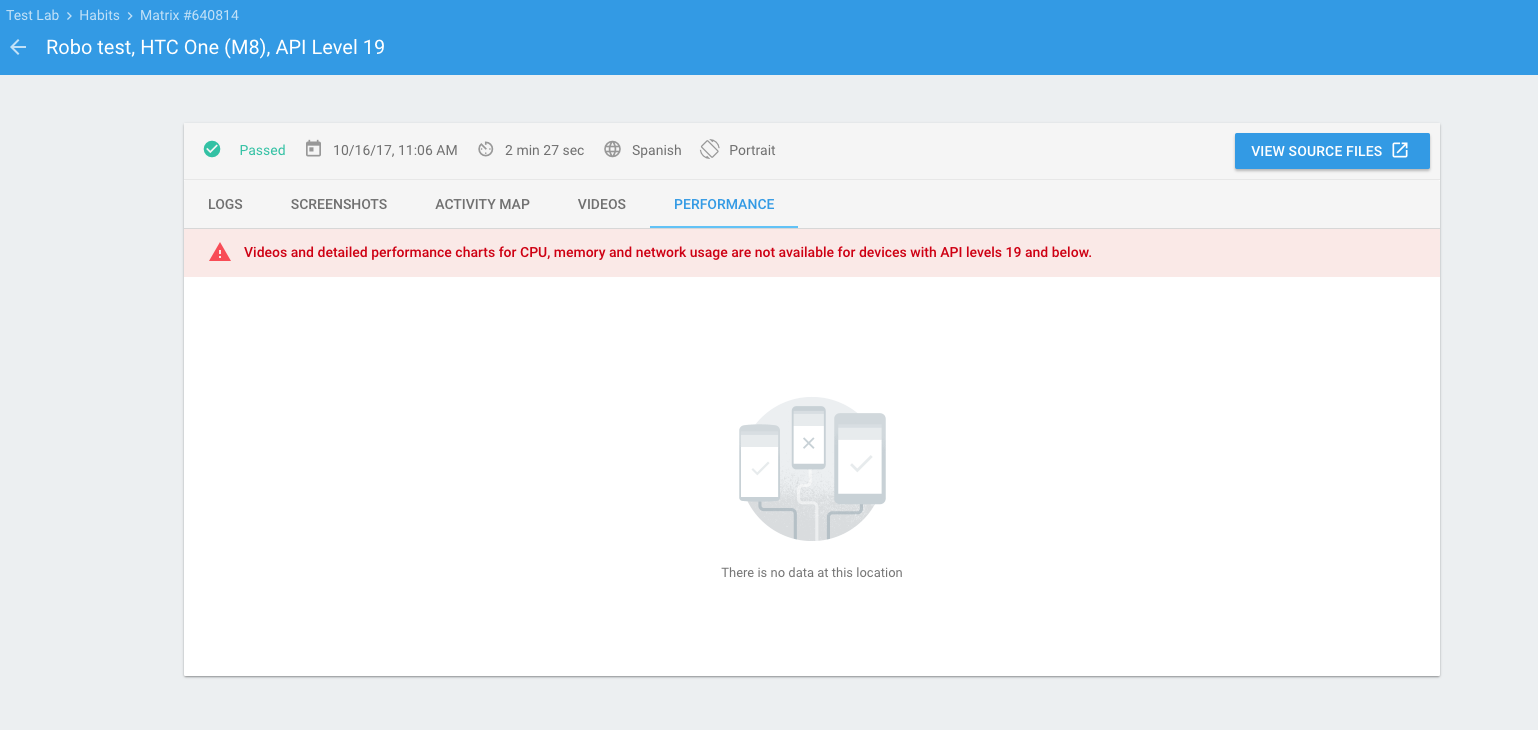 Test Lab > Habits > Matrix #640814
Robo test, HTC One (M8), API Level 19
Passed 10/16/17, 11:06 AM 2 min 27 sec Spanish Portrait VIEW SOURCE FILES
LOGS SCREENSHOTS ACTIVITY MAP VIDEOS PERFORMANCE
Videos and detailed performance charts for CPU, memory and network usage are not available for devices with API levels 19 and below.
There is no data at this location